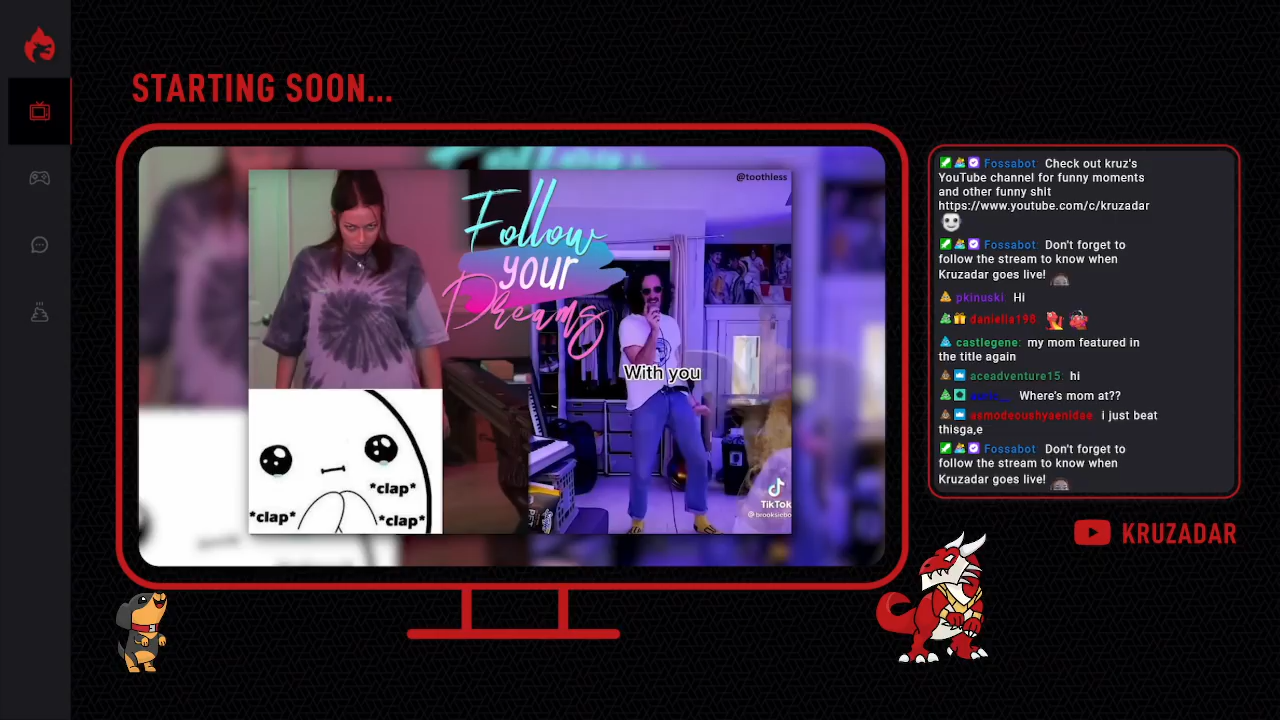 STARTING SOON...
@toothless
Follow
your
Dreams
With you
*clap*
*clap*
*clap*
TikTok
@brooksiebo
Fossabot: Check out kruz's
YouTube channel for funny moments
and other funny shit
https://www.youtube.com/c/kruzadar
Fossabot: Don't forget to
follow the stream to know when
Kruzadar goes live!
pkinuski: Hi
daniella198:
castlegene: my mom featured in
the title again
aceadventure15: hi
Where's mom at??
asmodeoushyaenidae: i just beat
thisga,e
Fossabot: Don't forget to
follow the stream to know when
Kruzadar goes live!
KRUZADAR